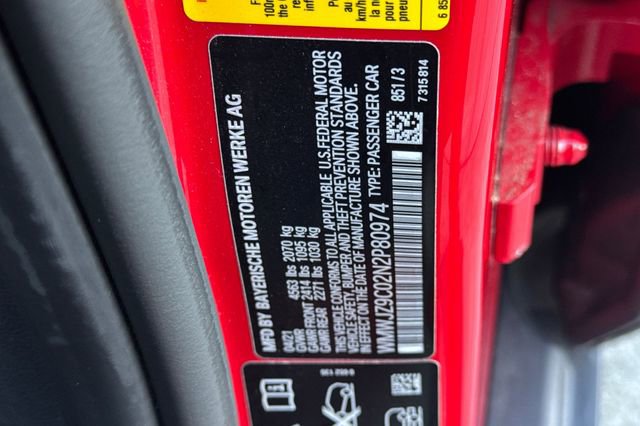 MFD BY BAYERISCHE MOTOREN WERKE AG
04/21
GVWR 4563 lbs 2070 kg
GAWR FRONT 2414 lbs 1095 kg
GAWR REAR 2271 lbs 1030 kg
THIS VEHICLE CONFORMS TO ALL APPLICABLE U.S.FEDERAL MOTOR
VEHICLE SAFETY, BUMPER AND THEFT PREVENTION STANDARDS
IN EFFECT ON THE DATE OF MANUFACTURE SHOWN ABOVE.
WMWJZ9C02N2P80974 TYPE: PASSENGER CAR
851/3
7 315 814